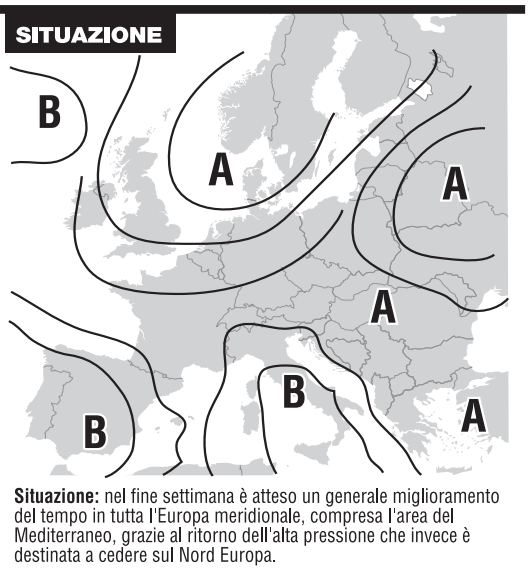 SITUAZIONE
B
A
A
A
B
B
A
Situazione: nel fine settimana è atteso un generale miglioramento
del tempo in tutta l'Europa meridionale, compresa l'area del
Mediterraneo, grazie al ritorno dell'alta pressione che invece è
destinata a cedere sul Nord Europa.